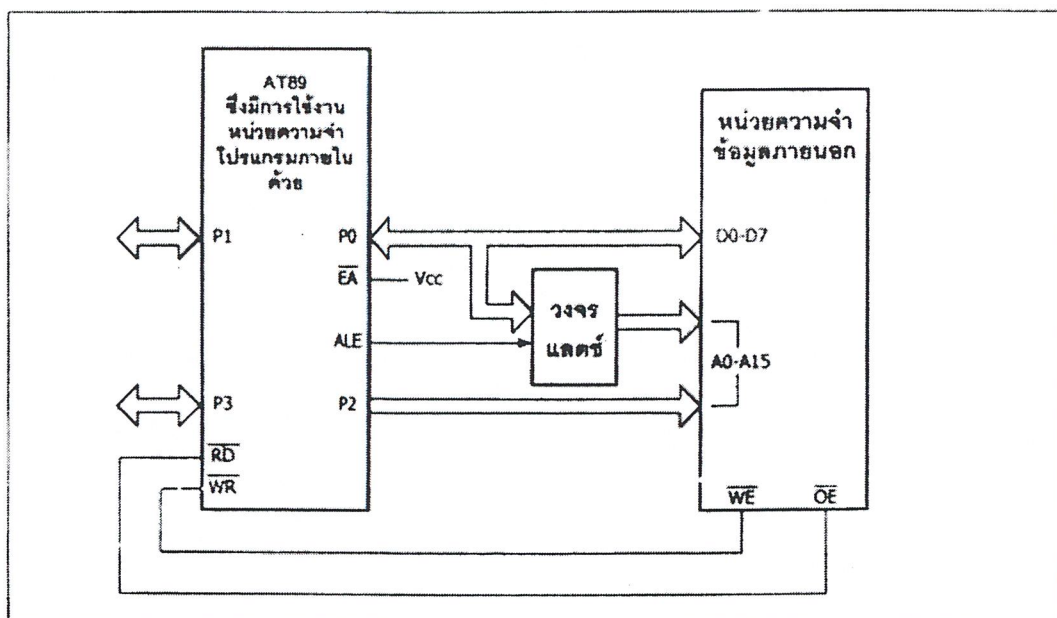 AT89
ซึ่งมีการใช้งาน
หน่วยความจำ
โปรแกรมภายใน
ด้วย
หน่วยความจำ
ข้อมูลภายนอก
P1
P0
D0-D7
EA
Vcc
วงจร
แลตช์
ALE
A0-A15
P3
P2
RD
WR
WE
OE